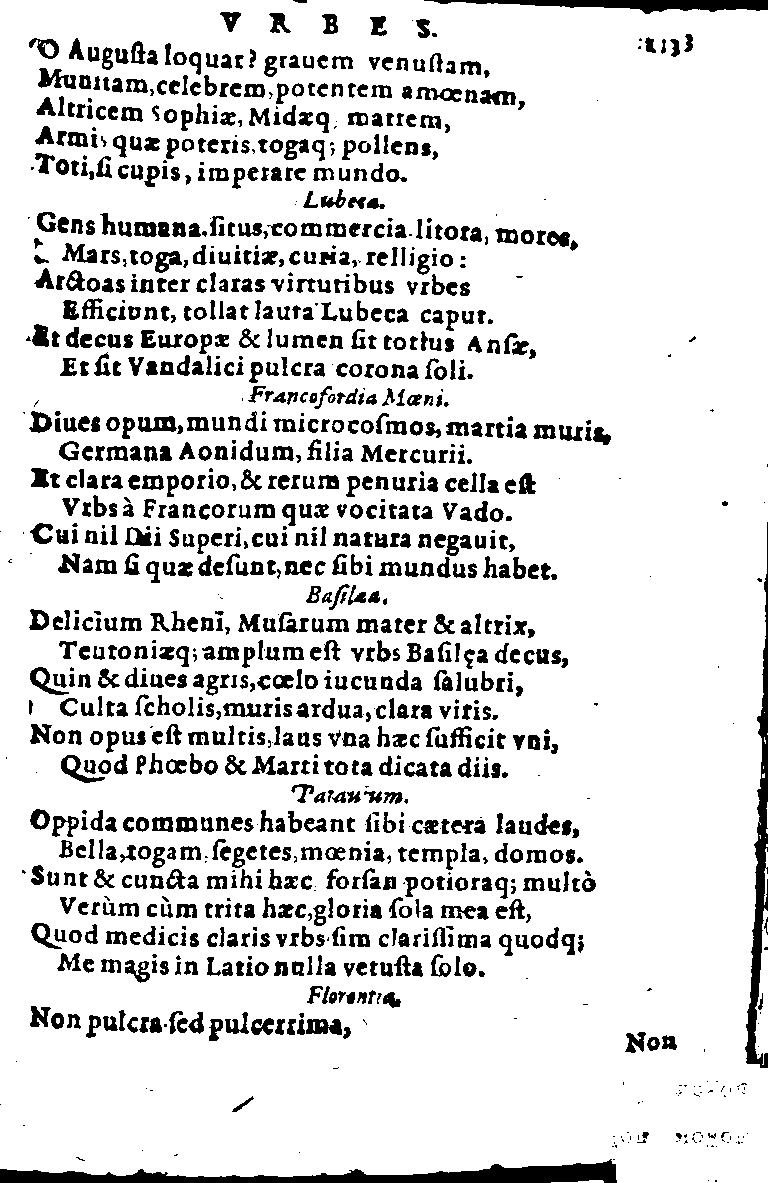 VRBES.
133
O Augusta loquar? grauem venustam,
Munitam, celebrem, potentem amœnam,
Altricem Sophiæ, Midæq; matrem,
Armis quæ poteris, togaq; pollens,
Toti, si cupis, imperare mundo.
Lubeca.
Gens humana, situs, commercia, litora, mores,
Mars, toga, diuitiæ, curia, relligio:
Arctoas inter claras virtutibus vrbes
Efficiunt, tollat lauta Lubeca caput.
Et decus Europæ & lumen sit totius Ansæ,
Et sit Vandalici pulcra corona soli.
Francofordia Mœni.
Diues opum, mundi microcosmos, martia muris,
Germana Aonidum, filia Mercurii.
Et clara emporio, & rerum penuria cella est
Vrbs à Francorum quæ vocitata Vado.
Cui nil Dii Superi, cui nil natura negauit,
Nam si quæ desunt, nec sibi mundus habet.
Basilæa.
Delicium Rheni, Musarum mater & altrix,
Teutoniæq; amplum est vrbs Basilęa decus,
Quin & diues agris, cœlo iucunda salubri,
Culta scholis, muris ardua, clara viris.
Non opus est multis, laus vna hæc sufficit vni,
Quod Phœbo & Marti tota dicata diis.
Patauium.
Oppida communes habeant sibi cætera laudes,
Bella, togam, segetes, mœnia, templa, domos.
Sunt & cuncta mihi hæc forsan potioraq; multò
Verùm cùm trita hæc, gloria sola mea est,
Quod medicis claris vrbs sim clarissima quodq;
Me magis in Latio nulla vetusta solo.
Florentia.
Non pulcra sed pulcerrima,
Non